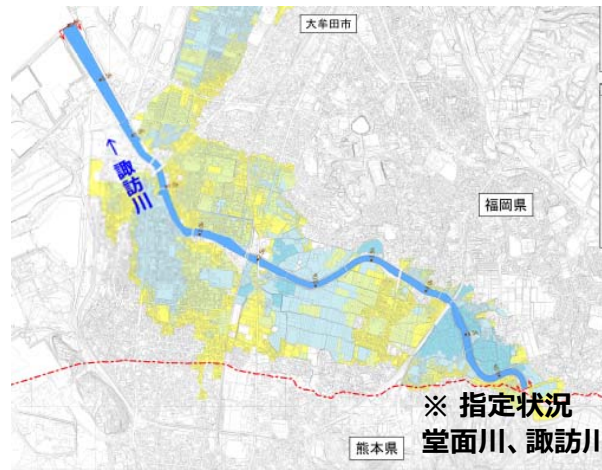 大牟田市
↑ 諏訪川
福岡県
※ 指定状況
堂面川、諏訪川
熊本県